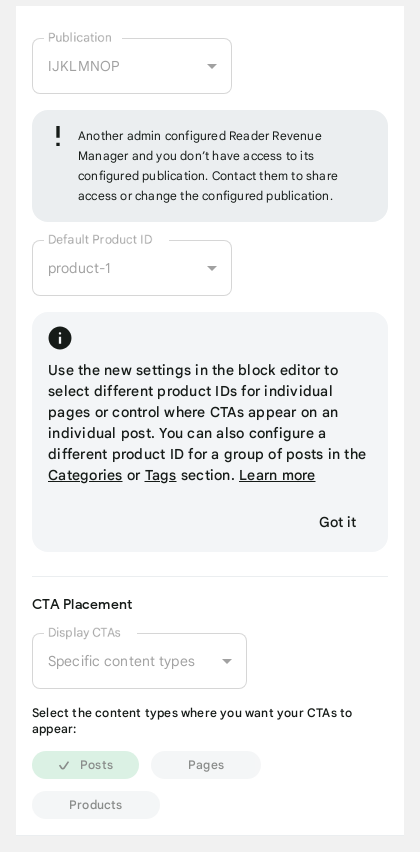 Publication
IJKLMNOP
Another admin configured Reader Revenue
Manager and you don’t have access to its
configured publication. Contact them to share
access or change the configured publication.
Default Product ID
product-1
Use the new settings in the block editor to
select different product IDs for individual
pages or control where CTAs appear on an
individual post. You can also configure a
different product ID for a group of posts in the
Categories or Tags section. Learn more
Got it
CTA Placement
Display CTAs
Specific content types
Select the content types where you want your CTAs to
appear:
Posts
Pages
Products